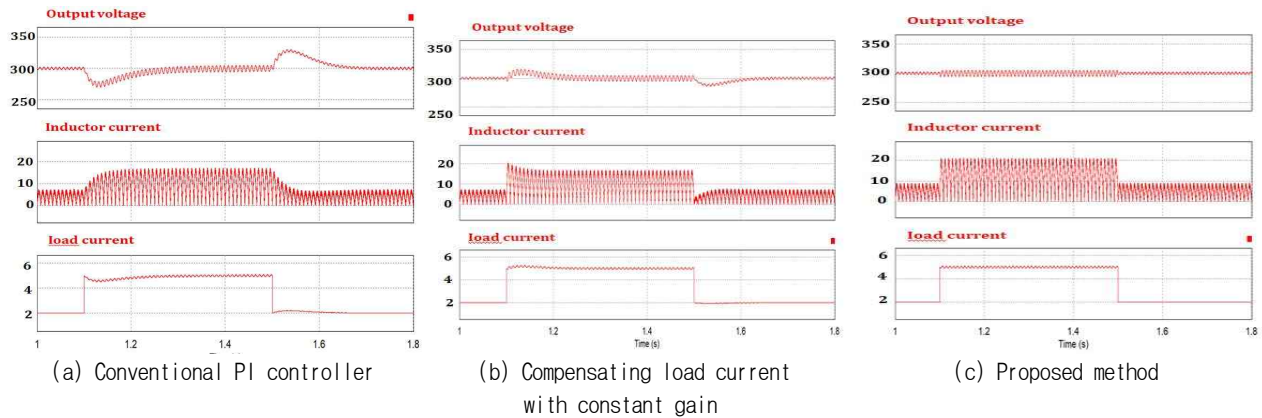 Output voltage
350
300
250
Inductor current
20
10
0
load current
6
4
2
1
1.2
1.4
1.6
1.8
(a) Conventional PI controller
Output voltage
350
300
250
Inductor current
20
10
0
load current
6
4
2
1
1.2
1.4
1.6
1.8
Time (s)
(b) Compensating load current
with constant gain
Output voltage
350
300
250
Inductor current
20
10
0
load current
6
4
2
1
1.2
1.4
1.6
1.8
Time (s)
(c) Proposed method